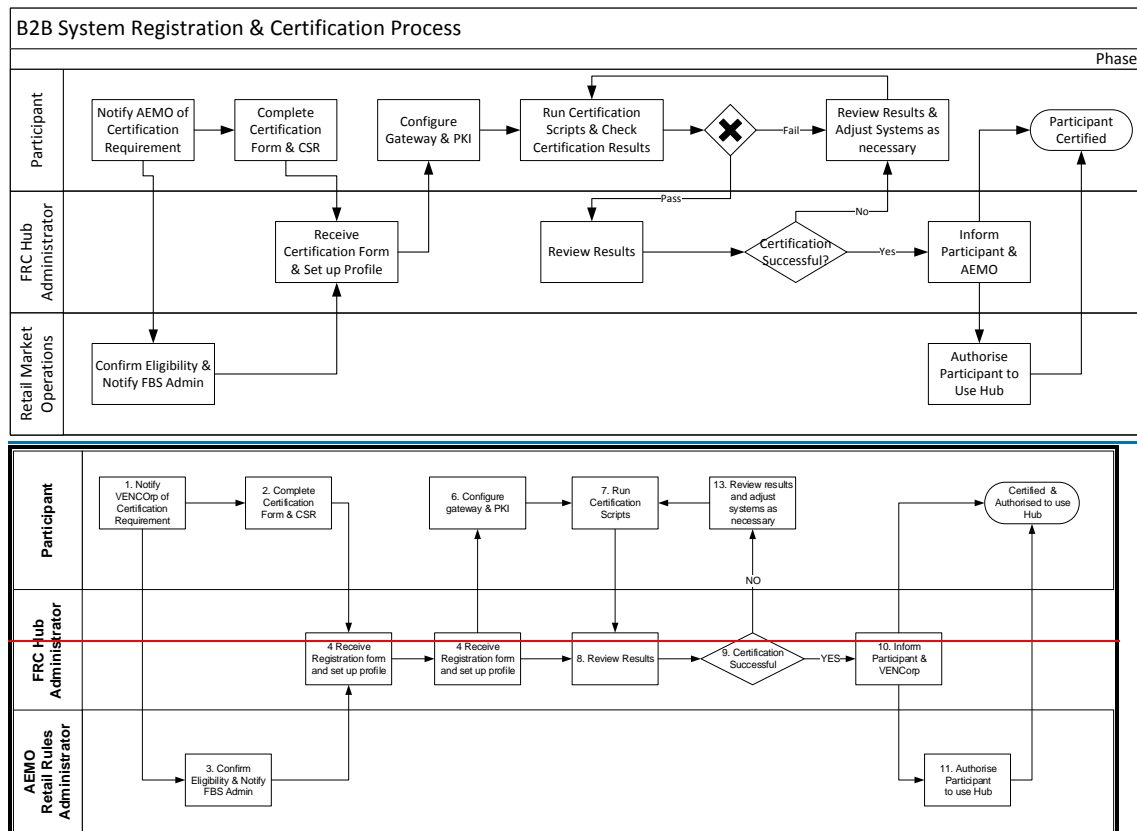 B2B System Registration & Certification Process
Phase
Participant
Notify AEMO of
Certification
Requirement
Complete
Certification
Form & CSR
Configure
Gateway & PKI
Run Certification
Scripts & Check
Certification Results
Fail
Review Results &
Adjust Systems as
necessary
Participant
Certified
Pass
FRC Hub
Administrator
Receive
Certification Form
& Set up Profile
Review Results
Certification
Successful?
No
Yes
Inform
Participant &
AEMO
Retail Market
Operations
Confirm Eligibility &
Notify FBS Admin
Authorise
Participant to
Use Hub
Participant
1. Notify
VENCOrp of
Certification
Requirement
2. Complete
Certification
Form & CSR
6. Configure
gateway & PKI
7. Run
Certification
Scripts
13. Review results
and adjust
systems as
necessary
Certified &
Authorised to use
Hub
NO
FRC Hub
Administrator
4 Receive
Registration form
and set up profile
4 Receive
Registration form
and set up profile
8. Review Results
9. Certification
Successful
YES
10. Inform
Participant &
VENCorp
AEMO
Retail Rules
Administrator
3. Confirm
Eligibility & Notify
FBS Admin
11. Authorise
Participant
to use Hub